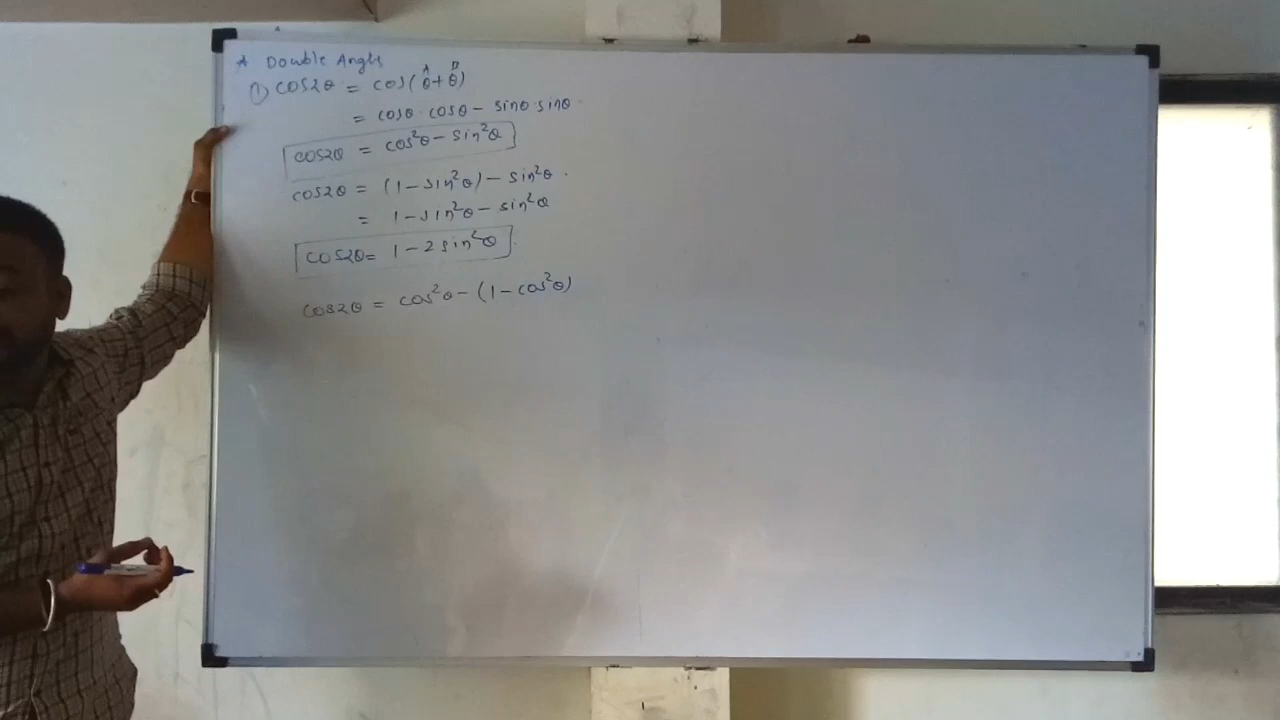 * Double Angles
① cos2θ = cos(θ+θ)
A B
= cosθ·cosθ - sinθ·sinθ.
cos2θ = cos²θ - sin²θ
cos2θ = (1-sin²θ) - sin²θ.
= 1-sin²θ - sin²θ
cos2θ = 1-2sin²θ.
cos2θ = cos²θ - (1-cos²θ)